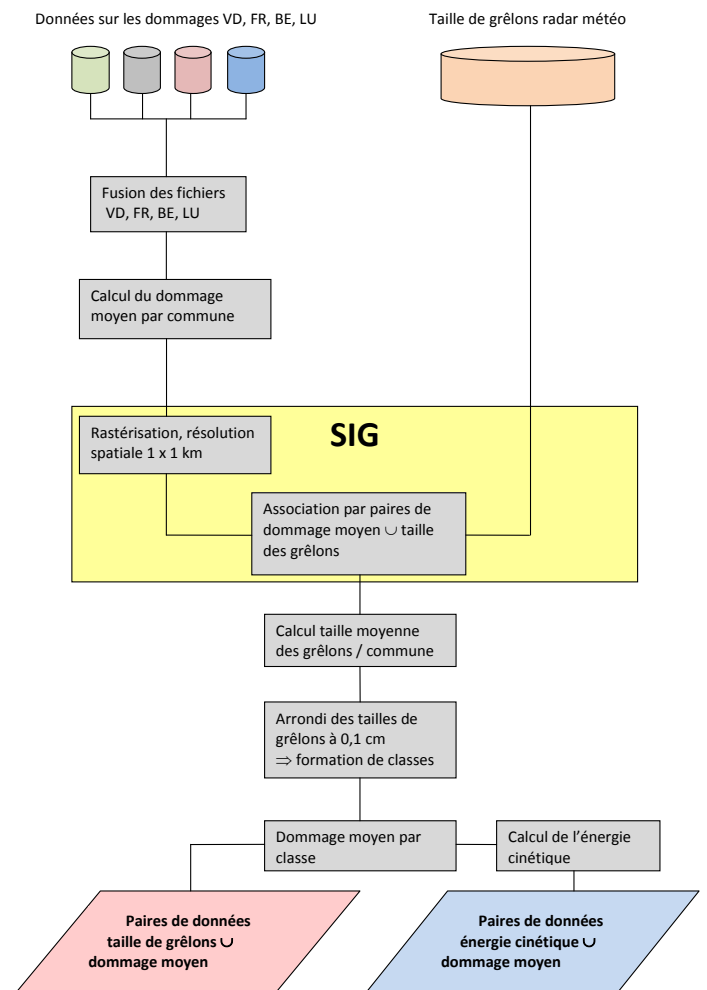 Données sur les dommages VD, FR, BE, LU
Taille de grêlons radar météo
Fusion des fichiers
VD, FR, BE, LU
Calcul du dommage
moyen par commune
SIG
Rastérisation, résolution
spatiale 1 x 1 km
Association par paires de
dommage moyen ∪ taille
des grêlons
Calcul taille moyenne
des grêlons / commune
Arrondi des tailles de
grêlons à 0,1 cm
⇒ formation de classes
Dommage moyen par
classe
Calcul de l’énergie
cinétique
Paires de données
taille de grêlons ∪
dommage moyen
Paires de données
énergie cinétique ∪
dommage moyen